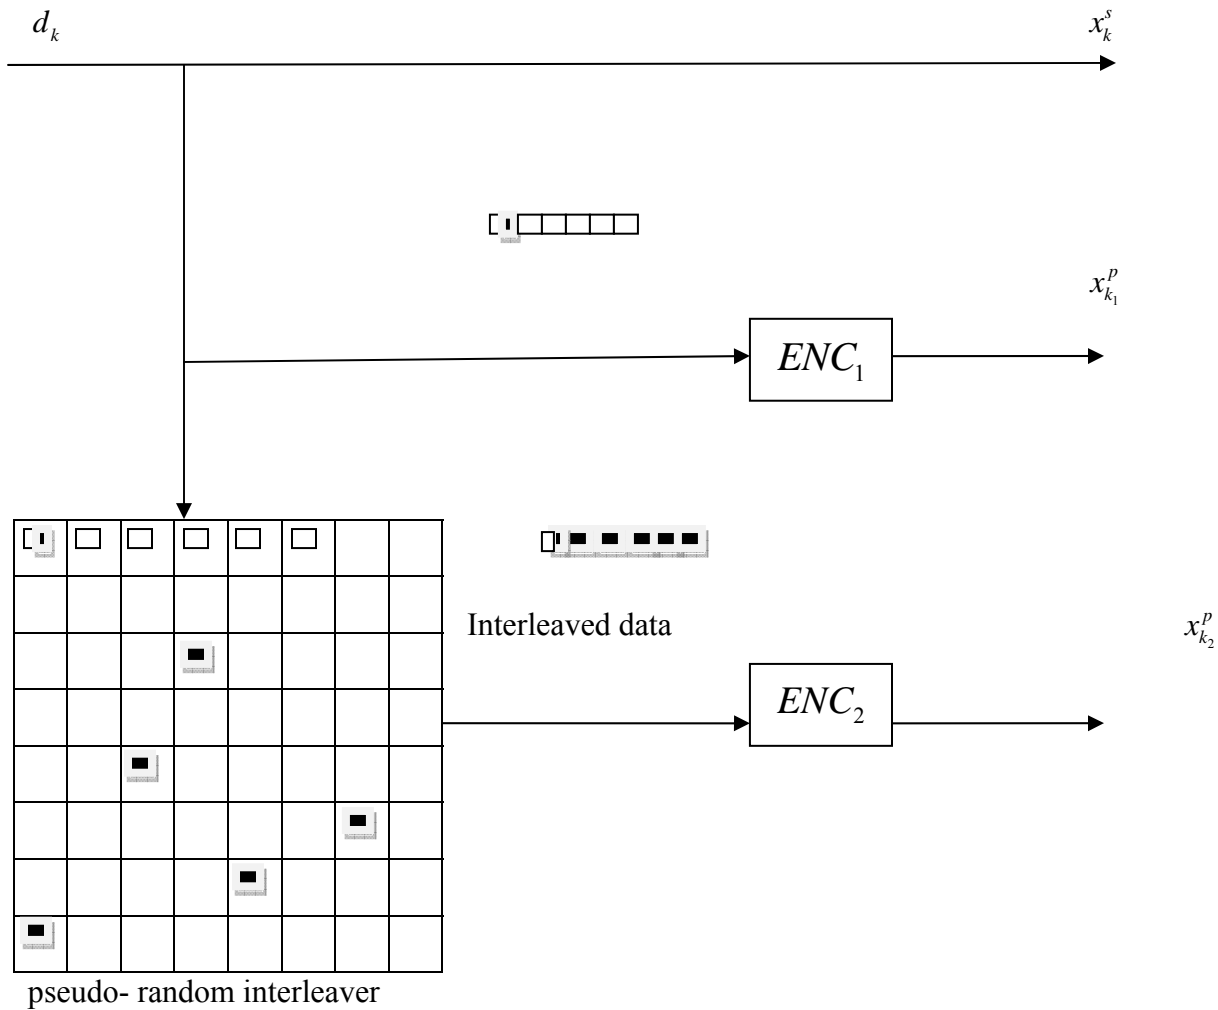 d_k
x_k^s
x_{k_1}^p
ENC_1
Interleaved data
x_{k_2}^p
ENC_2
pseudo- random interleaver